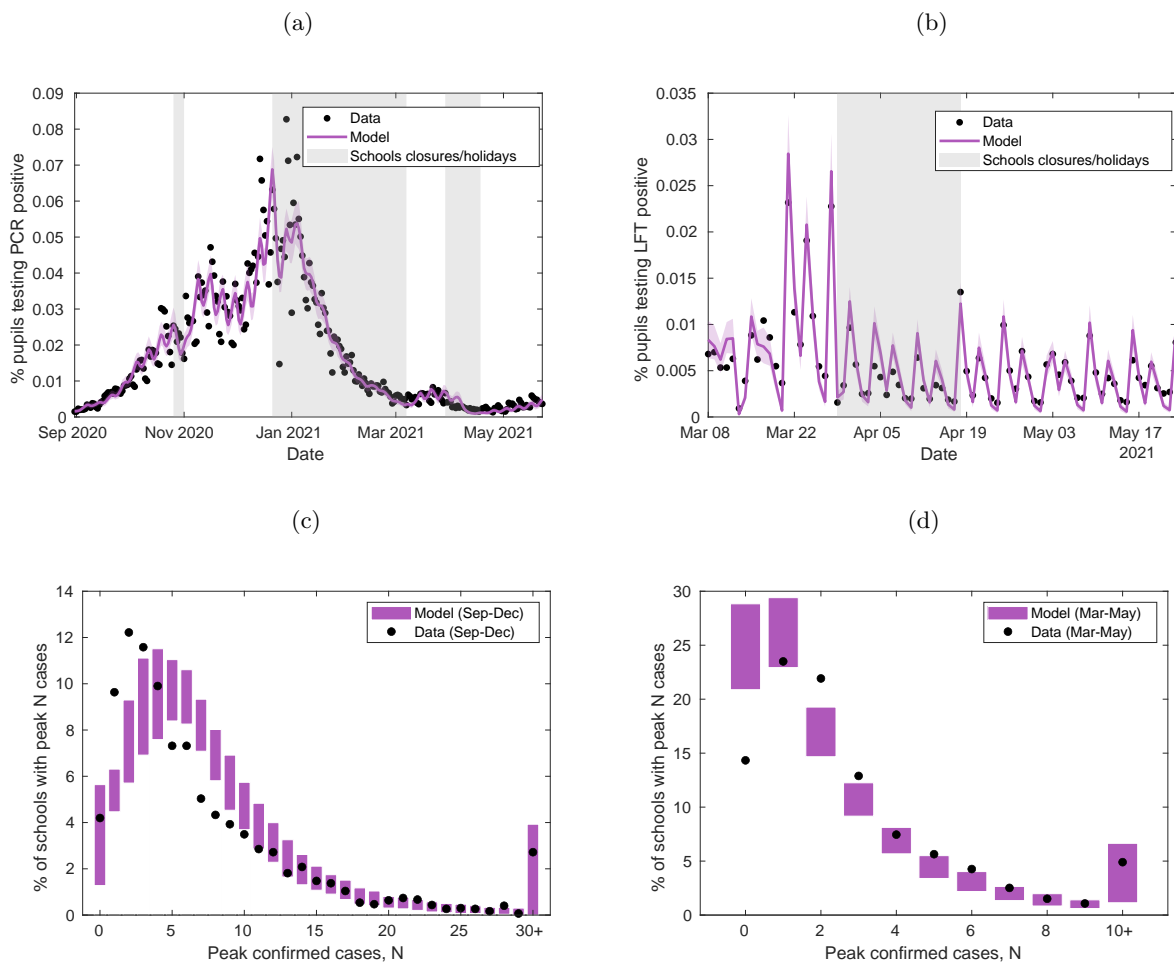 (a)
% pupils testing PCR positive
0.09
0.08
0.07
0.06
0.05
0.04
0.03
0.02
0.01
0
Data
Model
Schools closures/holidays
Sep 2020 Nov 2020 Jan 2021 Mar 2021 May 2021
Date
(b)
% pupils testing LFT positive
0.035
0.03
0.025
0.02
0.015
0.01
0.005
0
Data
Model
Schools closures/holidays
Mar 08 Mar 22 Apr 05 Apr 19 May 03 May 17
2021
Date
(c)
% of schools with peak N cases
14
12
10
8
6
4
2
0
Model (Sep-Dec)
Data (Sep-Dec)
0 5 10 15 20 25 30+
Peak confirmed cases, N
(d)
% of schools with peak N cases
30
25
20
15
10
5
0
Model (Mar-May)
Data (Mar-May)
0 2 4 6 8 10+
Peak confirmed cases, N